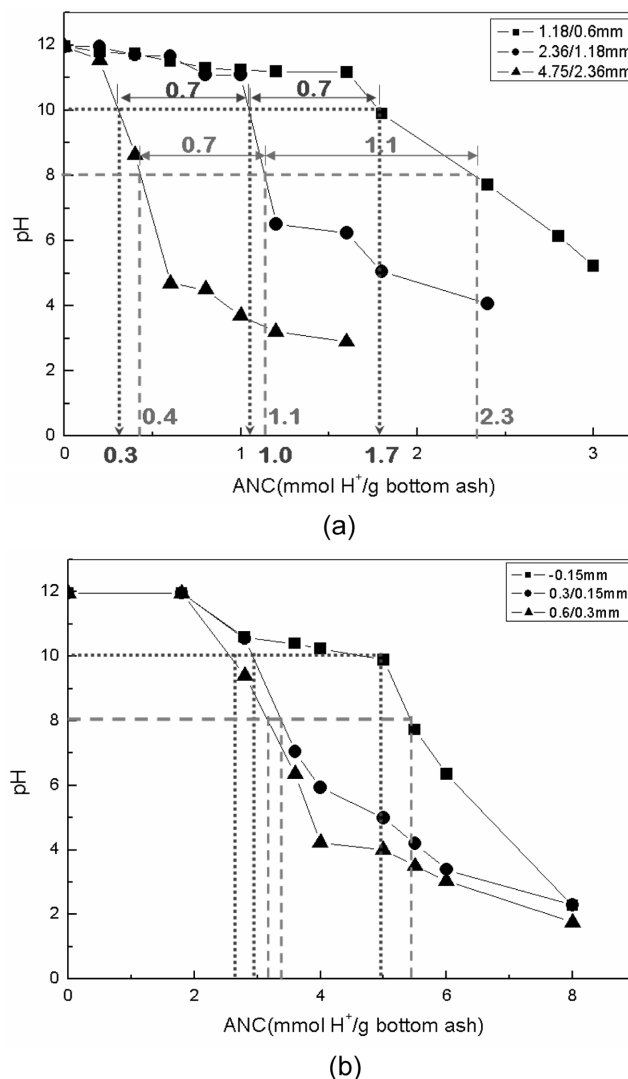 (a)
12
10
8
6
4
2
0
pH
1.18/0.6mm
2.36/1.18mm
4.75/2.36mm
0.7
0.7
0.7
1.1
0.4
1.1
2.3
0.3
1.0
1.7
0
1
2
3
ANC(mmol H⁺/g bottom ash)
(a)
12
10
8
6
4
2
0
pH
-0.15mm
0.3/0.15mm
0.6/0.3mm
0
2
4
6
8
ANC(mmol H⁺/g bottom ash)
(b)